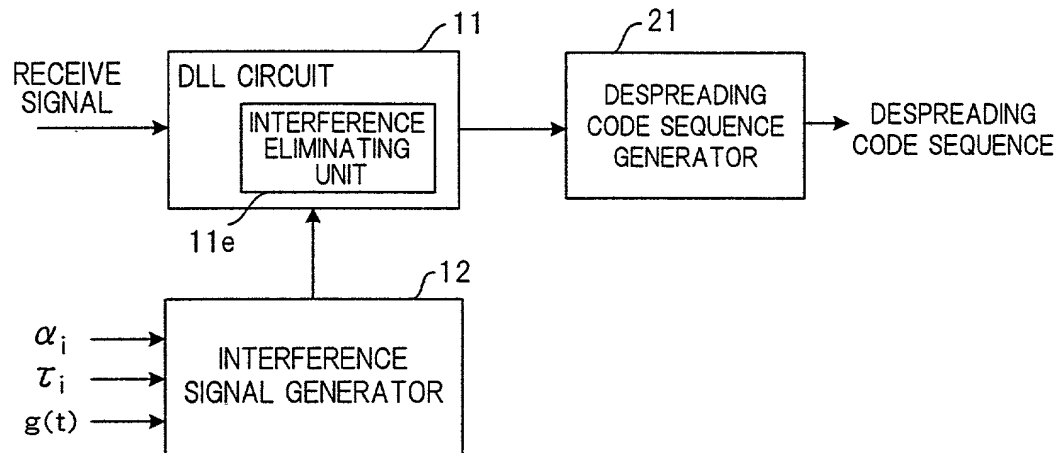 11
21
RECEIVE
SIGNAL
DLL CIRCUIT
INTERFERENCE
ELIMINATING
UNIT
DESPREADING
CODE SEQUENCE
GENERATOR
DESPREADING
CODE SEQUENCE
11e
12
αi
τi
g(t)
INTERFERENCE
SIGNAL GENERATOR